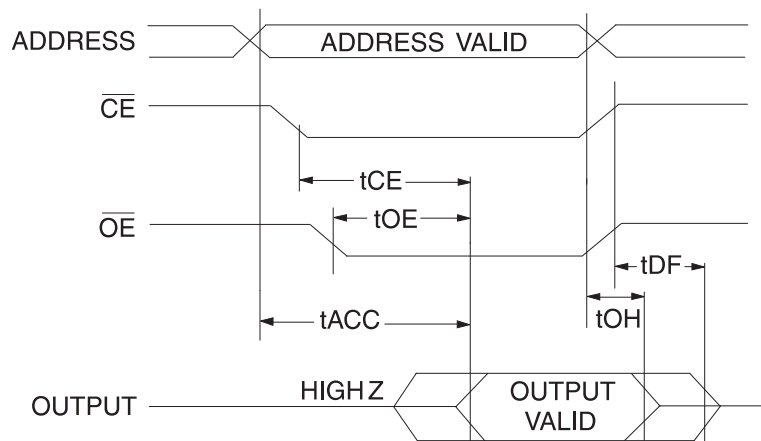 ADDRESS
ADDRESS VALID
CE
tCE
tOE
OE
tDF
tACC
tOH
HIGH Z
OUTPUT
OUTPUT
VALID